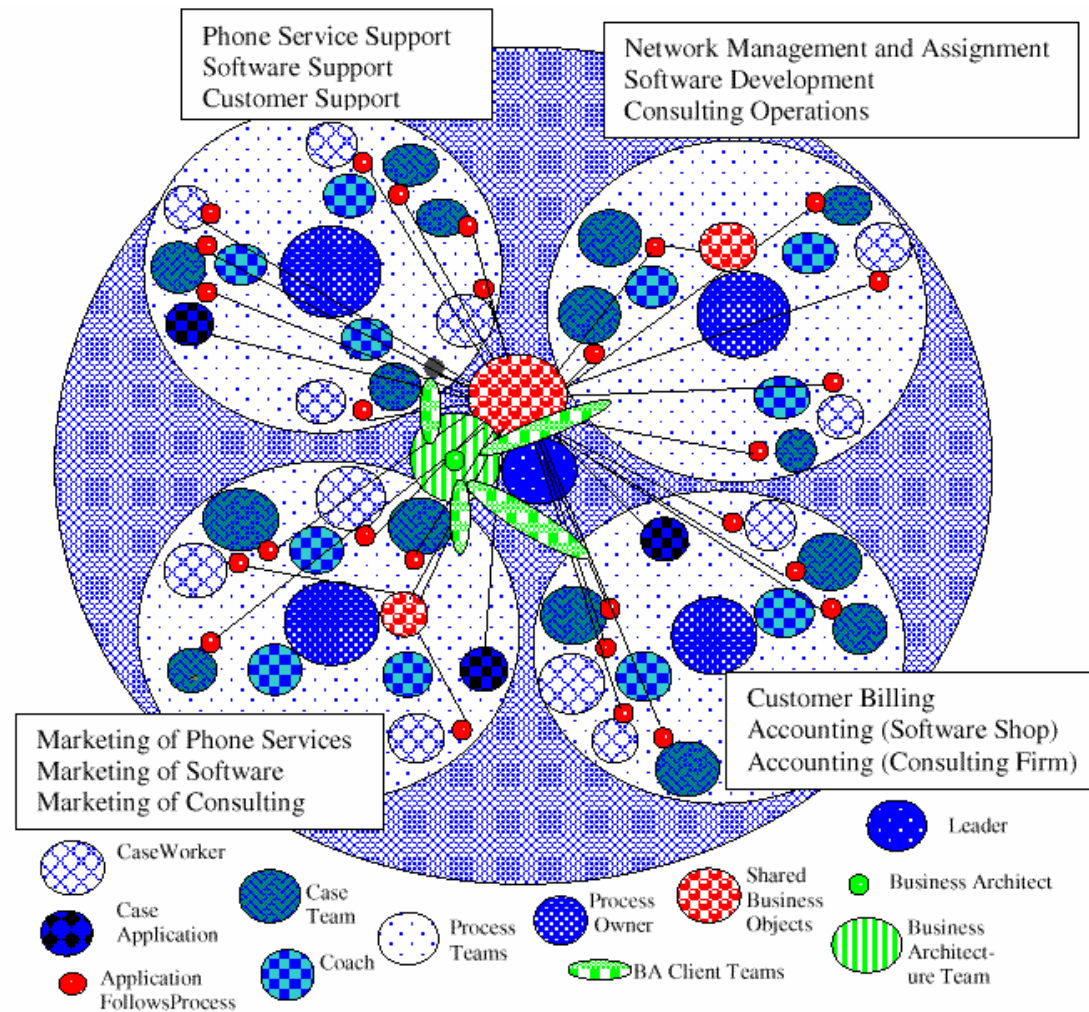 Phone Service Support
Software Support
Customer Support
Network Management and Assignment
Software Development
Consulting Operations
Marketing of Phone Services
Marketing of Software
Marketing of Consulting
Customer Billing
Accounting (Software Shop)
Accounting (Consulting Firm)
CaseWorker
Case
Application
Application
FollowsProcess
Case
Team
Coach
Process
Teams
Process
Owner
BA Client Teams
Shared
Business
Objects
Leader
Business Architect
Business
Architect-
ure Team